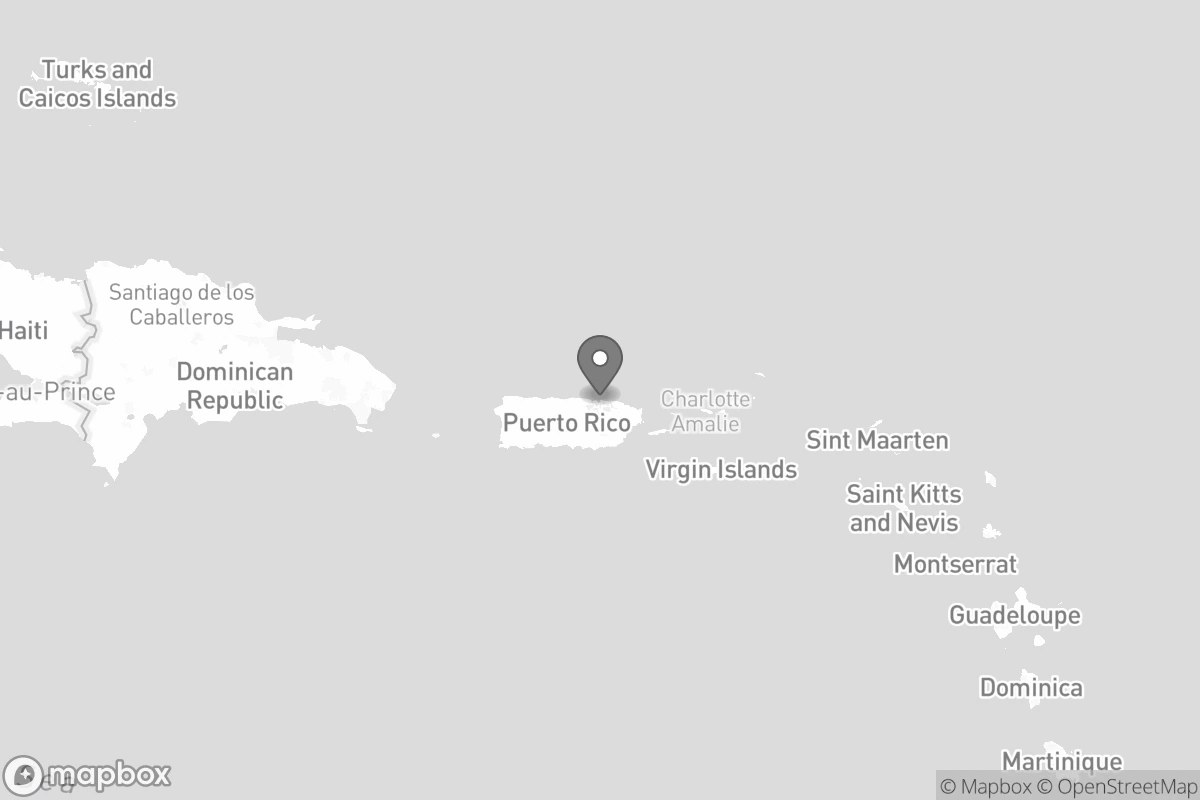 Turks and
Caicos Islands
Santiago de los
Caballeros
Haiti
Dominican
Republic
-au-Prince
Puerto Rico
Charlotte
Amalie
Virgin Islands
Sint Maarten
Saint Kitts
and Nevis
Montserrat
Guadeloupe
Dominica
Martinique
mapbox
© Mapbox © OpenStreetMap